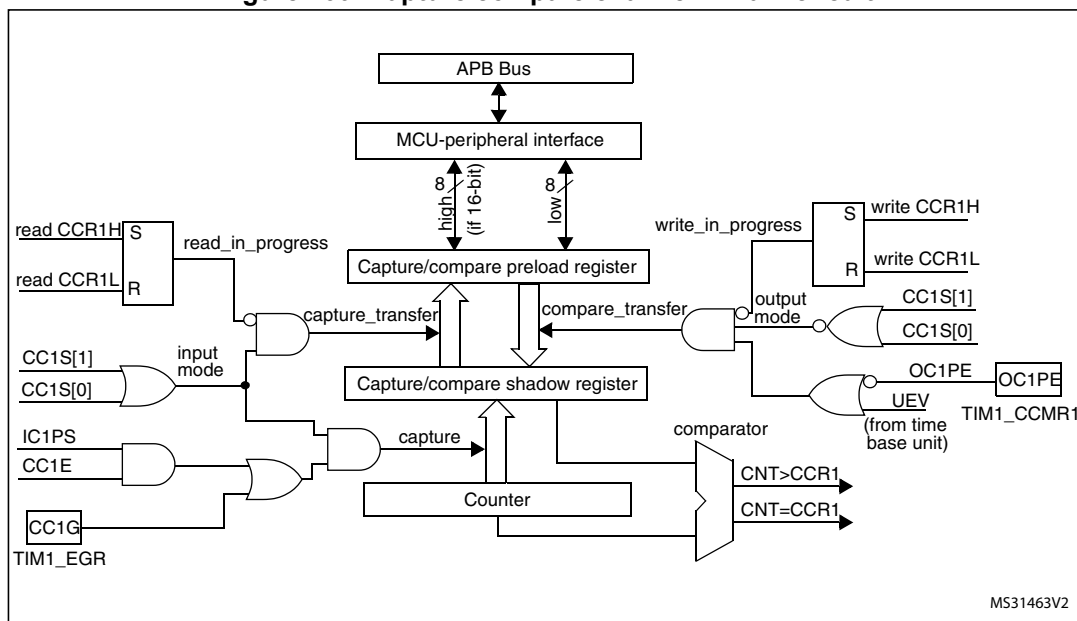 APB Bus
MCU-peripheral interface
8
high
(if 16-bit)
8
low
read CCR1H
S
read_in_progress
read CCR1L
R
write_in_progress
S
write CCR1H
R
write CCR1L
Capture/compare preload register
capture_transfer
compare_transfer
output
mode
CC1S[1]
CC1S[0]
CC1S[1]
CC1S[0]
input
mode
Capture/compare shadow register
OC1PE
OC1PE
UEV
(from time
base unit)
TIM1_CCMR1
IC1PS
CC1E
capture
comparator
Counter
CNT>CCR1
CNT=CCR1
CC1G
TIM1_EGR
MS31463V2